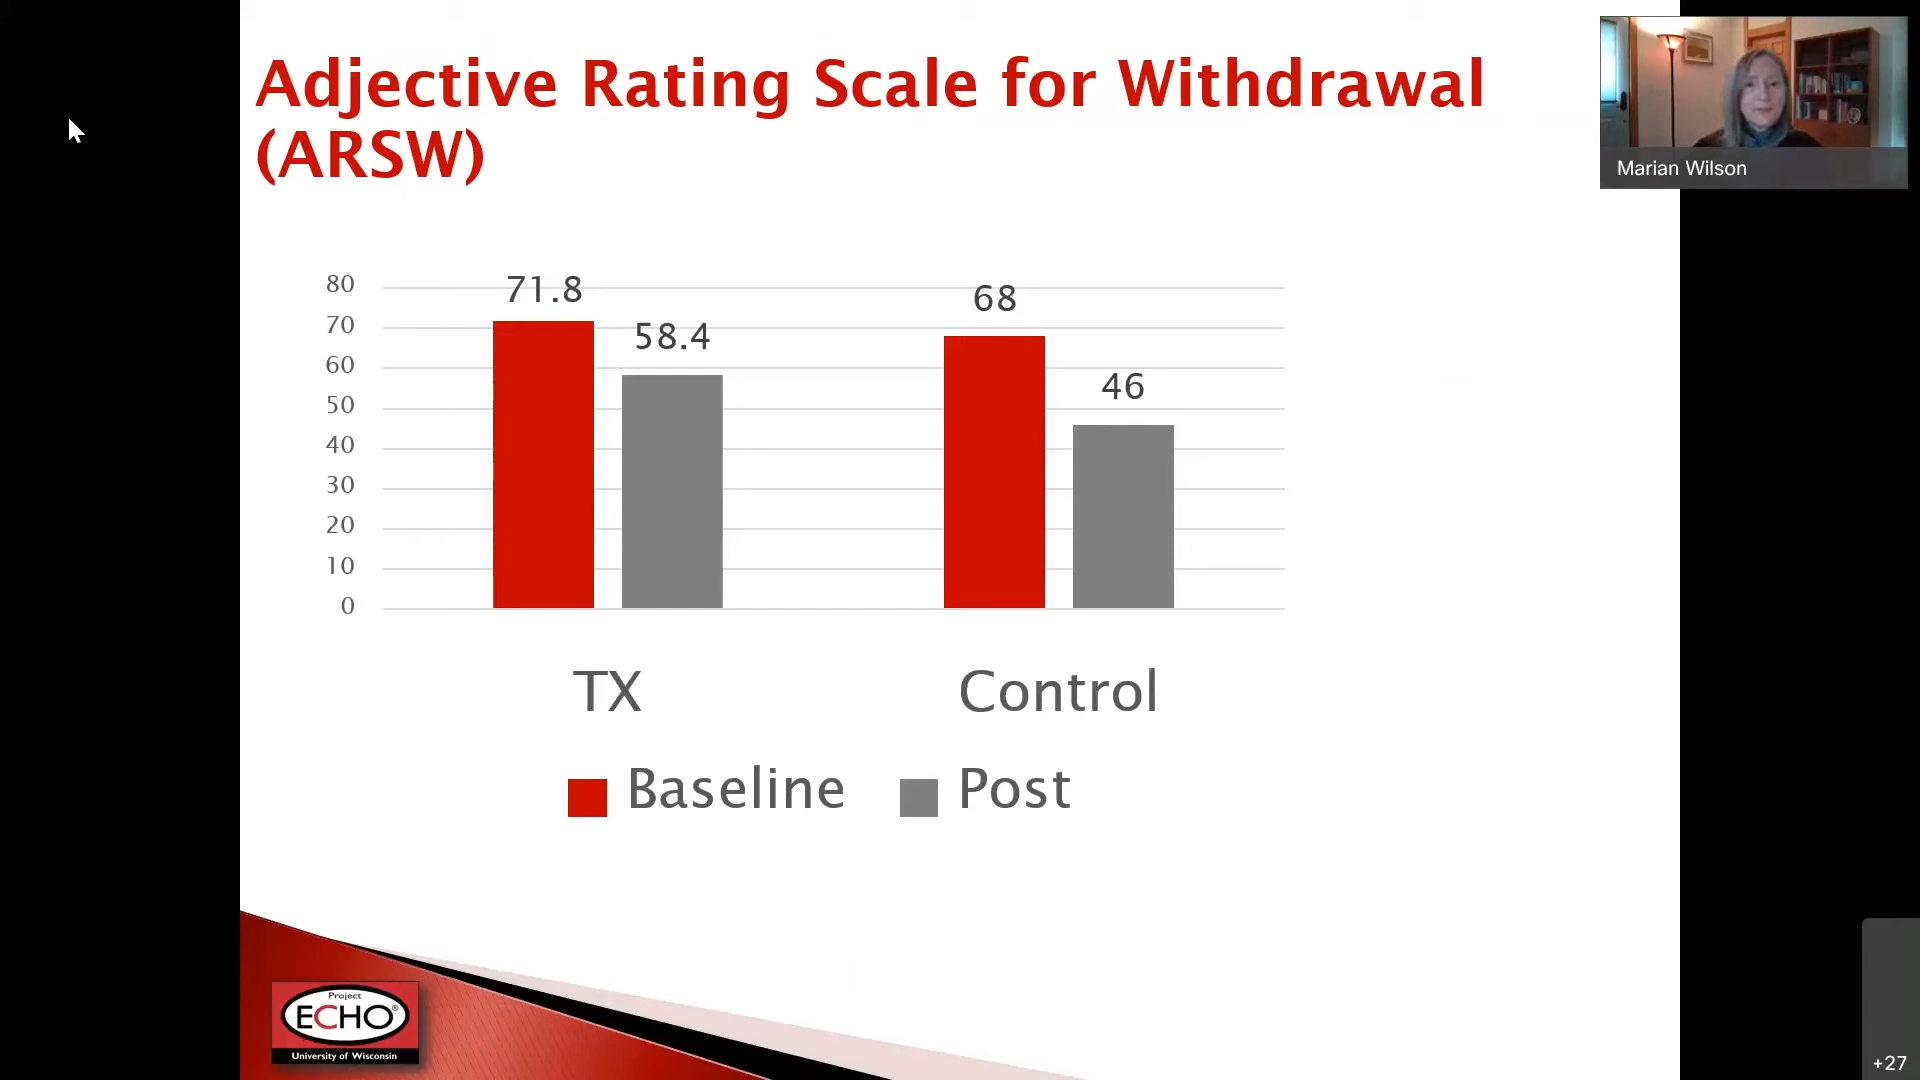 Adjective Rating Scale for Withdrawal
(ARSW)
Marian Wilson
80
70
60
50
40
30
20
10
0
71.8
58.4
68
46
TX
Control
Baseline
Post
Project
ECHO®
University of Wisconsin
+27